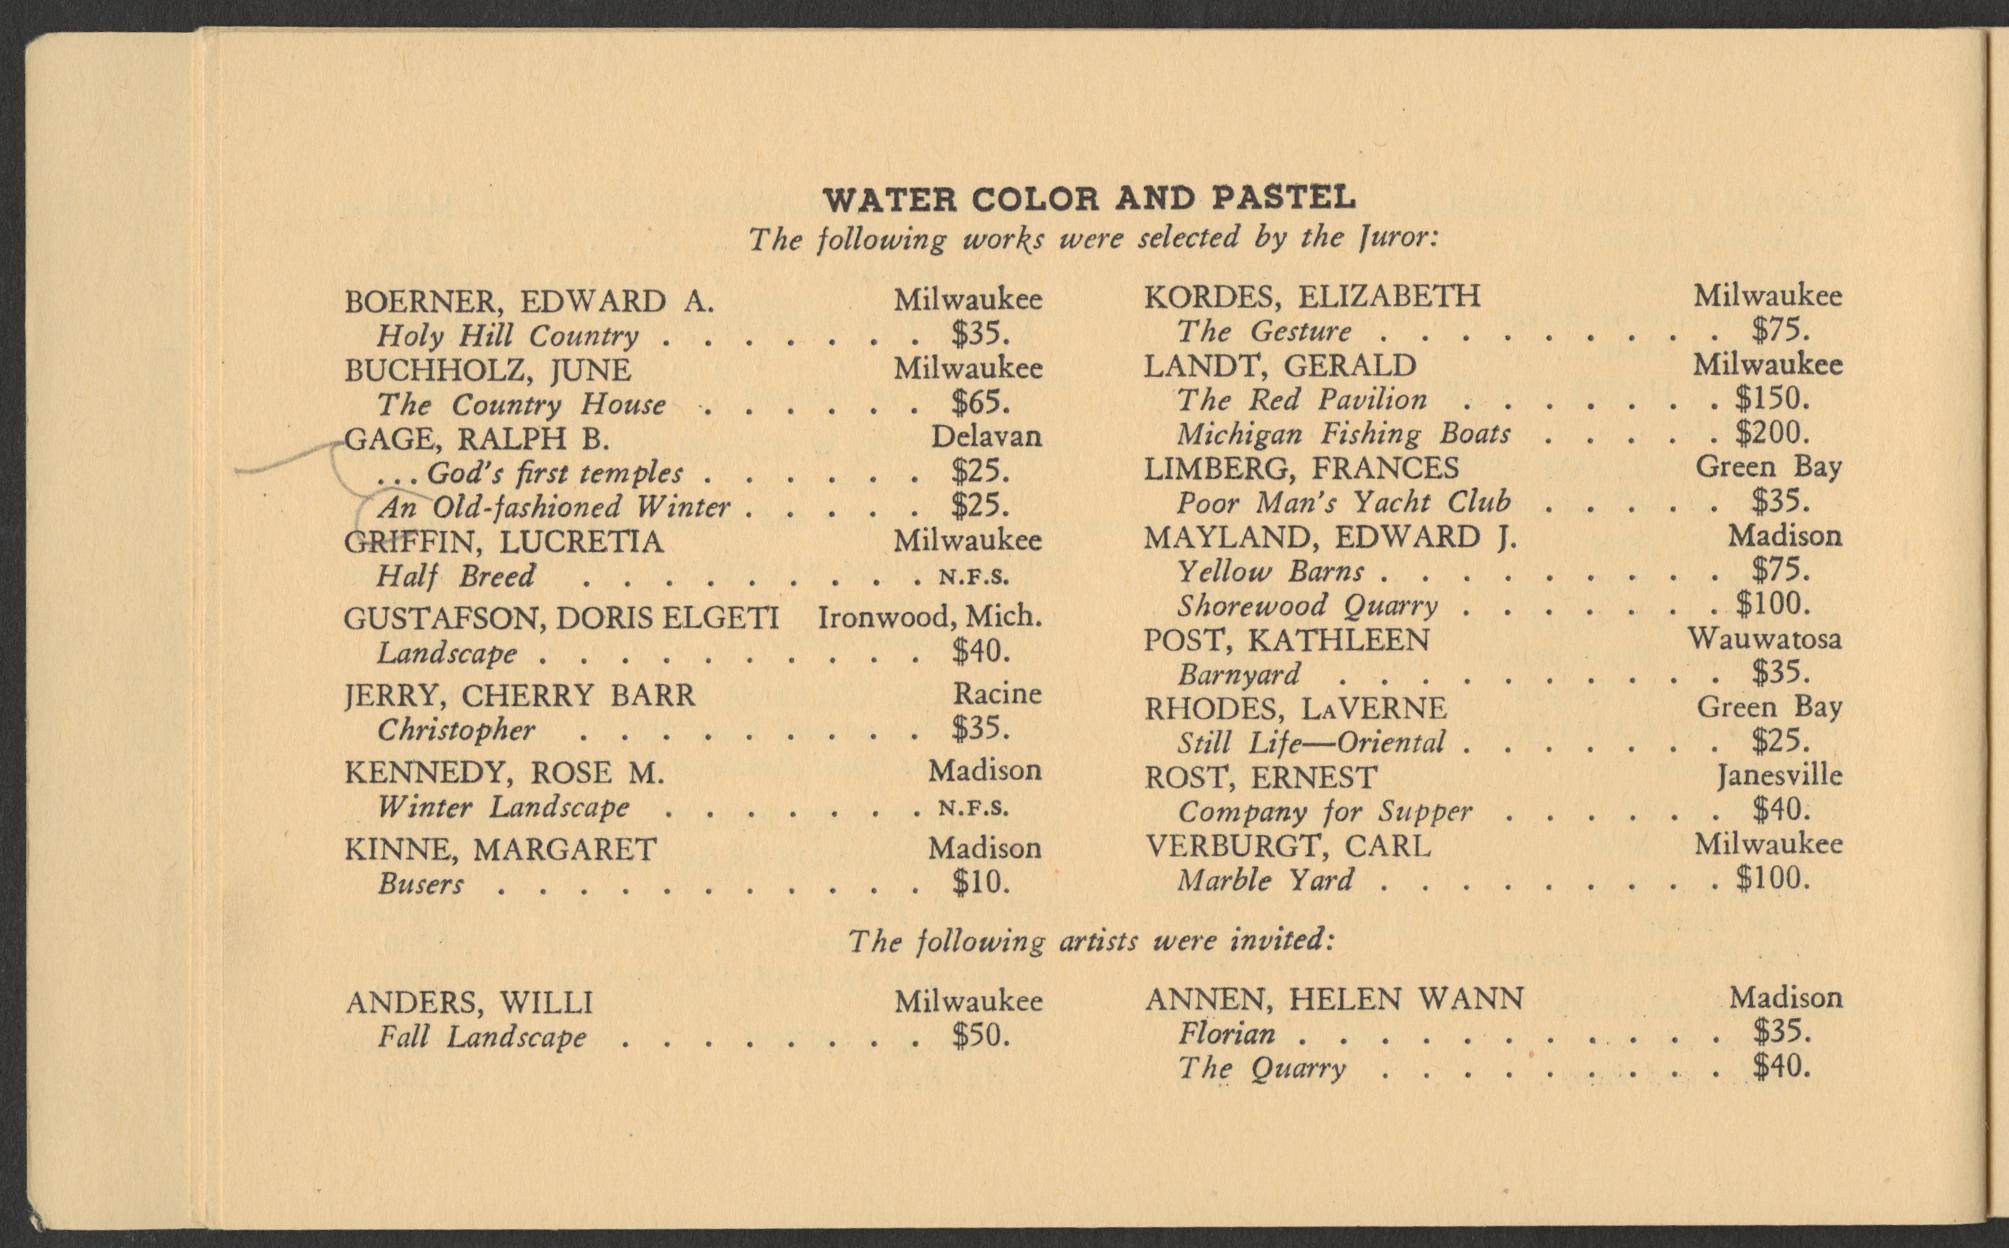 WATER COLOR AND PASTEL
The following works were selected by the Juror:
BOERNER, EDWARD A. Milwaukee
Holy Hill Country . . . . . . . $35.
BUCHHOLZ, JUNE Milwaukee
The Country House . . . . . . $65.
GAGE, RALPH B. Delavan
... God's first temples . . . . . . $25.
An Old-fashioned Winter . . . . . $25.
GRIFFIN, LUCRETIA Milwaukee
Half Breed . . . . . . . . . N.F.S.
GUSTAFSON, DORIS ELGETI Ironwood, Mich.
Landscape . . . . . . . . . . $40.
JERRY, CHERRY BARR Racine
Christopher . . . . . . . . . $35.
KENNEDY, ROSE M. Madison
Winter Landscape . . . . . . . N.F.S.
KINNE, MARGARET Madison
Busers . . . . . . . . . . . $10.
KORDES, ELIZABETH Milwaukee
The Gesture . . . . . . . . . $75.
LANDT, GERALD Milwaukee
The Red Pavilion . . . . . . . $150.
Michigan Fishing Boats . . . . . $200.
LIMBERG, FRANCES Green Bay
Poor Man's Yacht Club . . . . . $35.
MAYLAND, EDWARD J. Madison
Yellow Barns . . . . . . . . . $75.
Shorewood Quarry . . . . . . . $100.
POST, KATHLEEN Wauwatosa
Barnyard . . . . . . . . . . $35.
RHODES, LAVERNE Green Bay
Still Life—Oriental . . . . . . . $25.
ROST, ERNEST Janesville
Company for Supper . . . . . . $40.
VERBURGT, CARL Milwaukee
Marble Yard . . . . . . . . . $100.
The following artists were invited:
ANDERS, WILLI Milwaukee
Fall Landscape . . . . . . . . $50.
ANNEN, HELEN WANN Madison
Florian . . . . . . . . . . . $35.
The Quarry . . . . . . . . . $40.